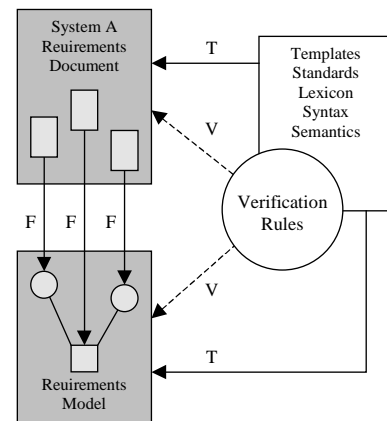 System A
Reuirements
Document
T
Templates
Standards
Lexicon
Syntax
Semantics
V
Verification
Rules
F
F
F
V
T
Reuirements
Model